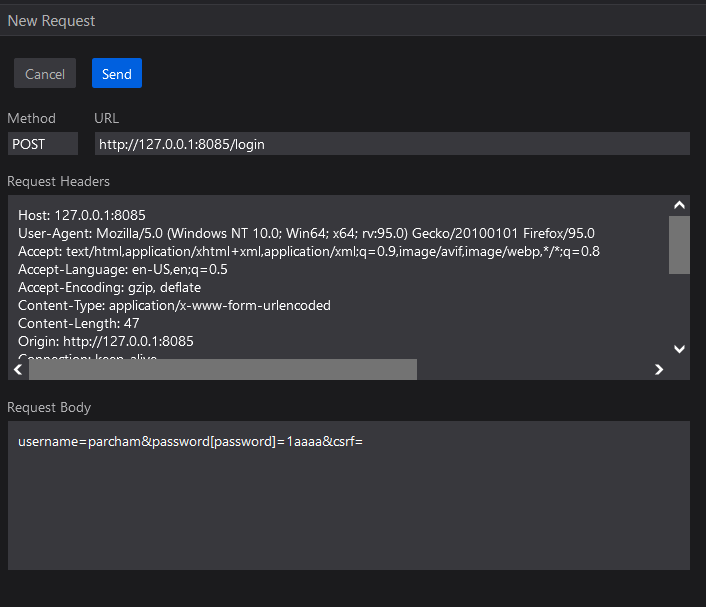 New Request
Cancel Send
Method URL
POST http://127.0.0.1:8085/login
Request Headers
Host: 127.0.0.1:8085
User-Agent: Mozilla/5.0 (Windows NT 10.0; Win64; x64; rv:95.0) Gecko/20100101 Firefox/95.0
Accept: text/html,application/xhtml+xml,application/xml;q=0.9,image/avif,image/webp,*/*;q=0.8
Accept-Language: en-US,en;q=0.5
Accept-Encoding: gzip, deflate
Content-Type: application/x-www-form-urlencoded
Content-Length: 47
Origin: http://127.0.0.1:8085
Connection: keep-alive
Request Body
username=parcham&password[password]=1aaaa&csrf=